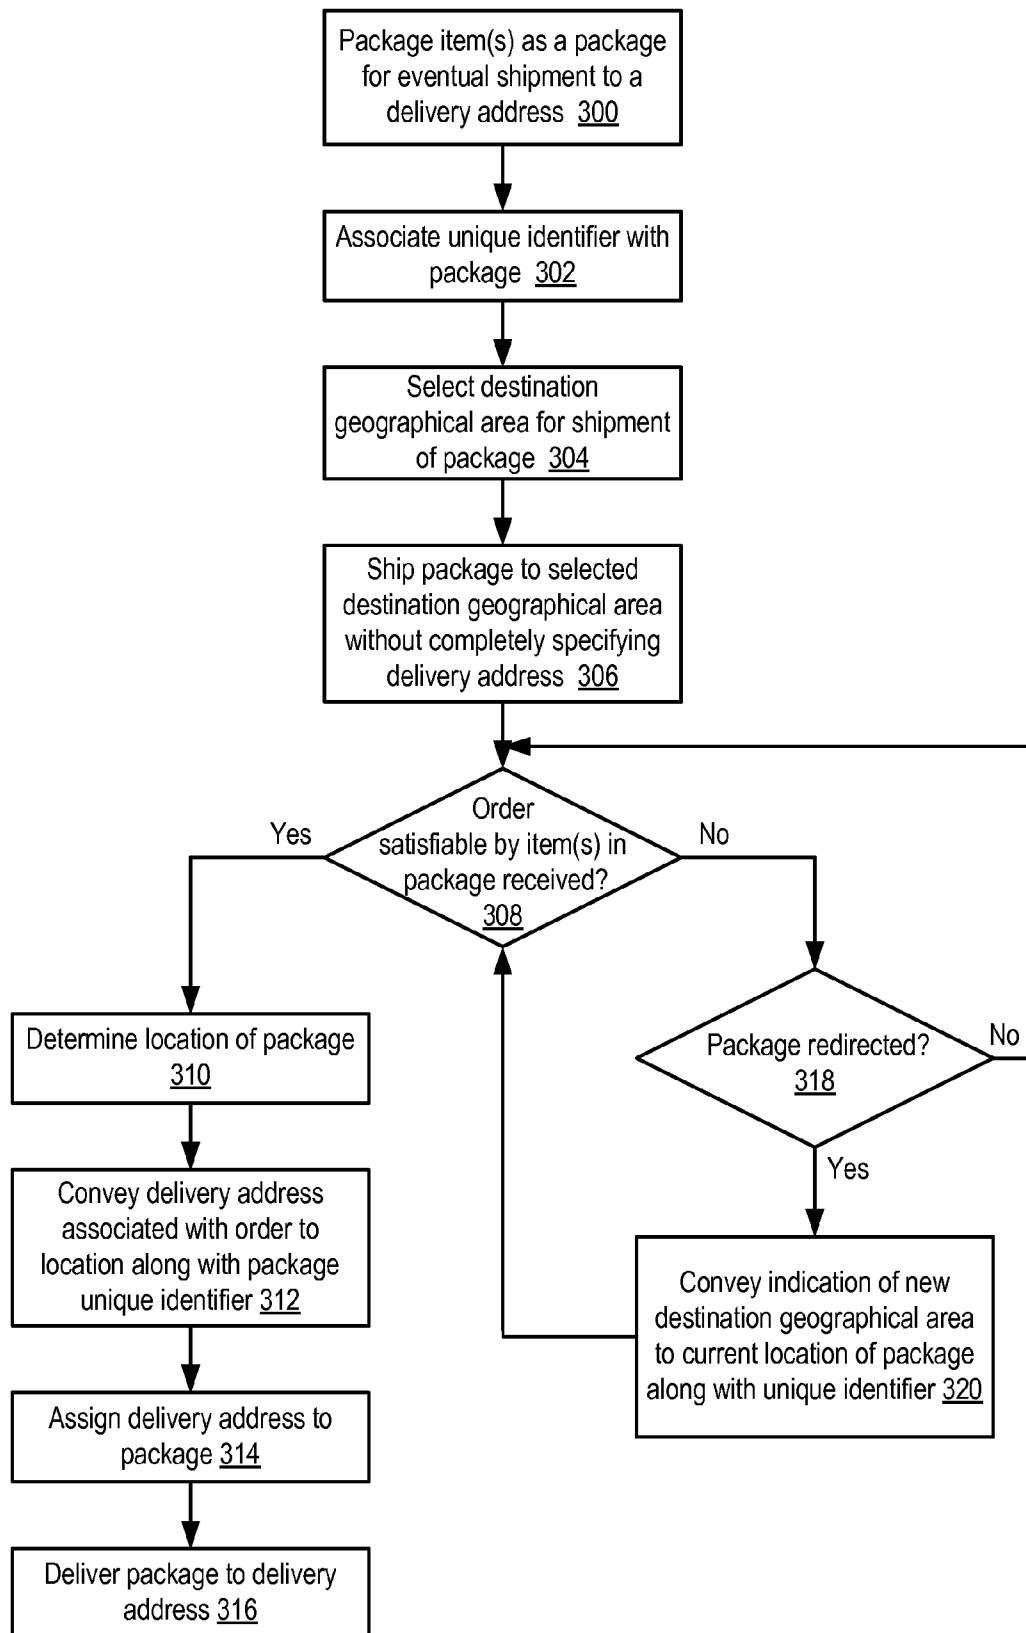 Package item(s) as a package
for eventual shipment to a
delivery address 300
Associate unique identifier with
package 302
Select destination
geographical area for shipment
of package 304
Ship package to selected
destination geographical area
without completely specifying
delivery address 306
Order
satisfiable by item(s) in
package received?
308
Yes
No
Determine location of package
310
Convey delivery address
associated with order to
location along with package
unique identifier 312
Assign delivery address to
package 314
Deliver package to delivery
address 316
Package redirected?
318
No
Yes
Convey indication of new
destination geographical area
to current location of package
along with unique identifier 320